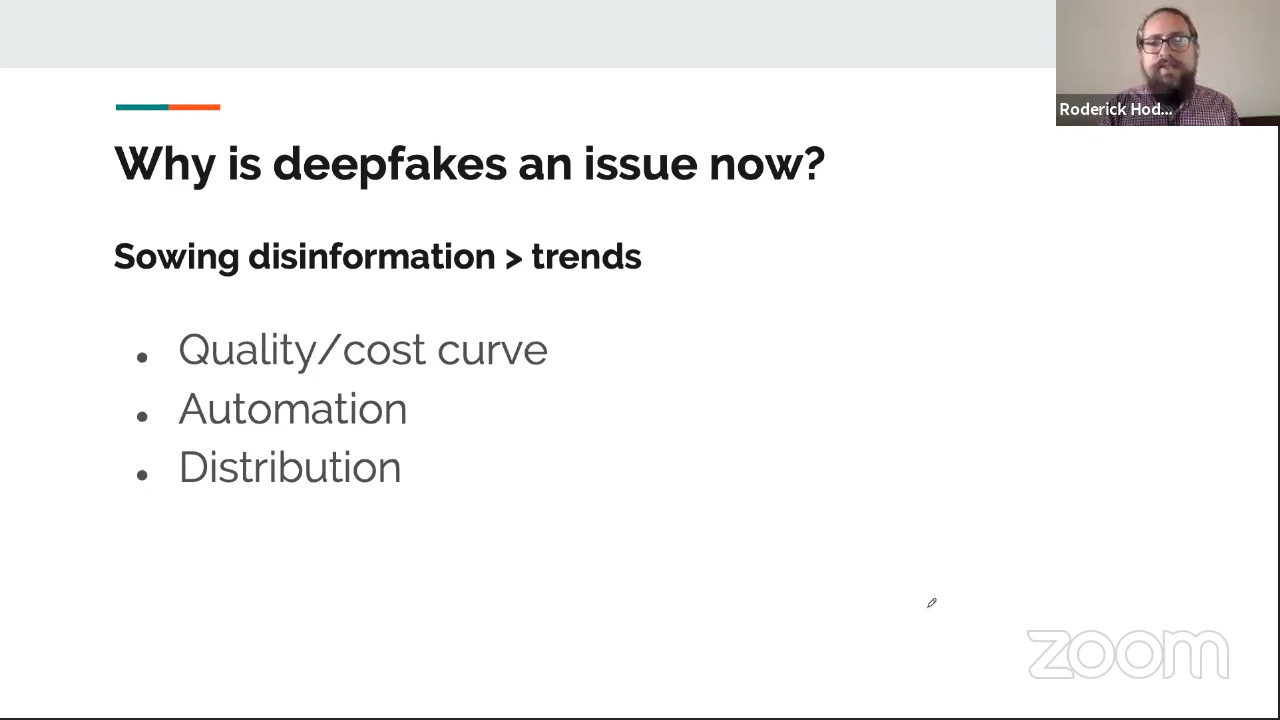 Roderick Hod...
Why is deepfakes an issue now?
Sowing disinformation > trends
• Quality/cost curve
• Automation
• Distribution
zoom